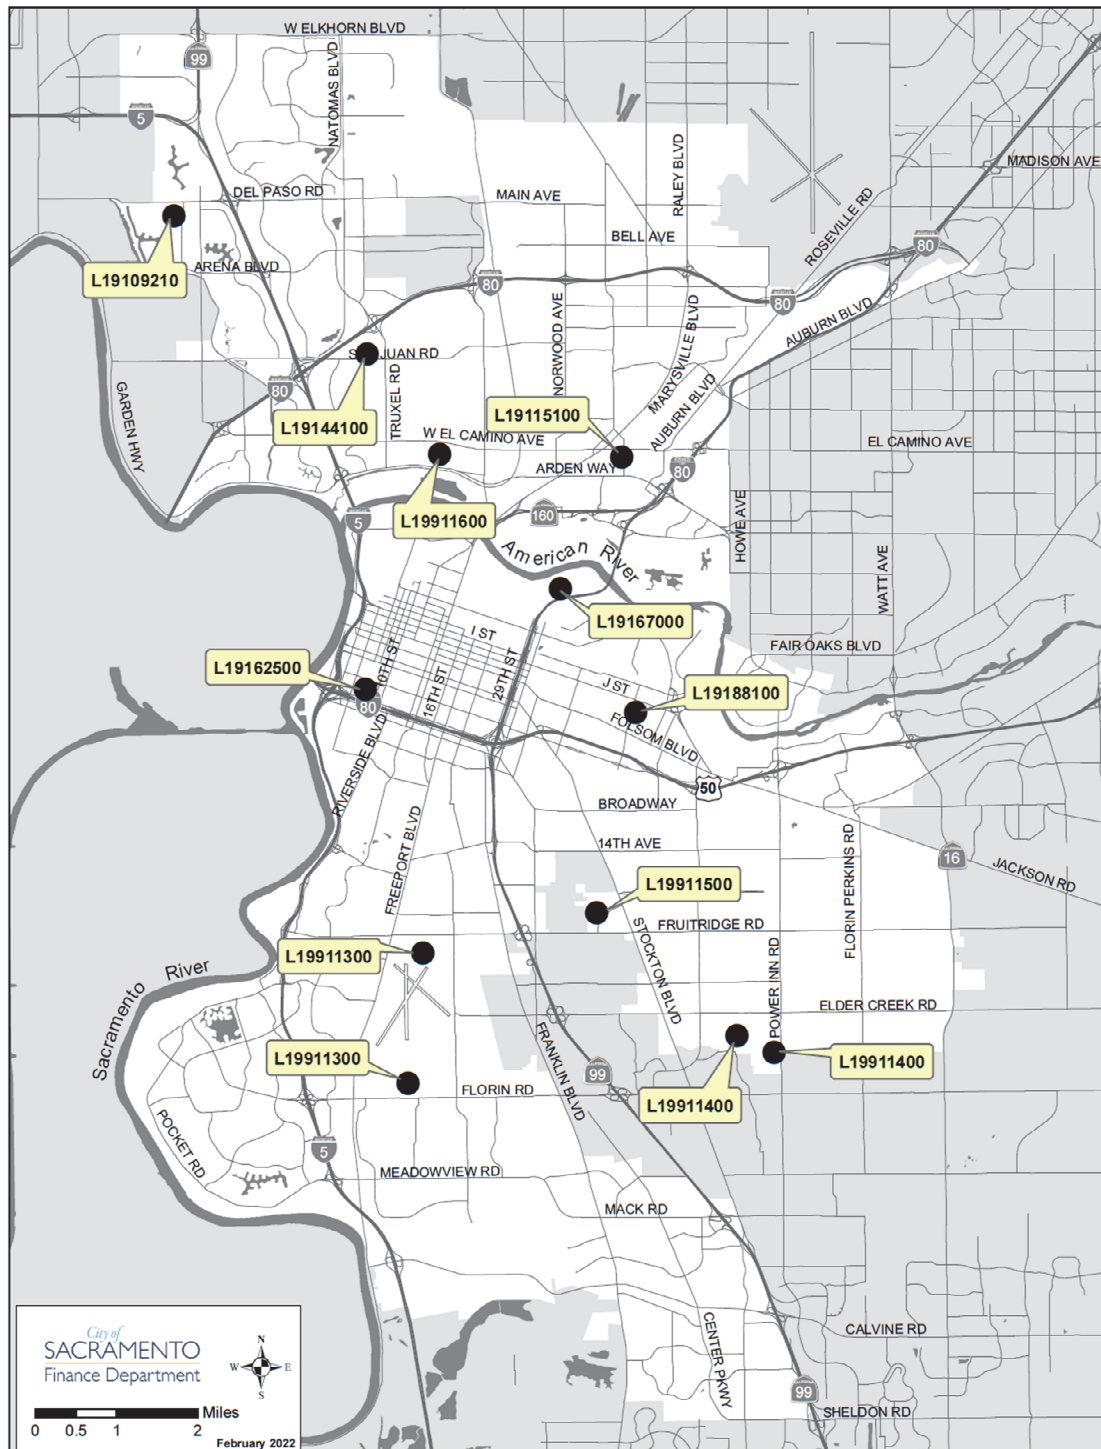 W ELKHORN BLVD
99
NATOMAS BLVD
5
RALEY BLVD
MADISON AVE
DEL PASO RD
MAIN AVE
ROSEVILLE RD
BELL AVE
80
L19109210
ARENA BLVD
80
80
NORWOOD AVE
MARYSVILLE BLVD
AUBURN BLVD
JUAN RD
80
TRUXEL RD
AUBURN BLVD
GARDEN HWY
L19144100
L19115100
W EL CAMINO AVE
EL CAMINO AVE
ARDEN WAY
80
L19911600
5
160
HOWE AVE
American River
WATT AVE
L19167000
I ST
FAIR OAKS BLVD
L19162500
10TH ST
16TH ST
29TH ST
J ST
L19188100
80
FOLSOM BLVD
RIVERSIDE BLVD
50
BROADWAY
FREEPORT BLVD
14TH AVE
FLORIN PERKINS RD
16
JACKSON RD
L19911500
FRUITRIDGE RD
STOCKTON BLVD
L19911300
POWER INN RD
Sacramento River
ELDER CREEK RD
L19911300
FRANKLIN BLVD
99
L19911400
L19911400
FLORIN RD
POCKET RD
5
MEADOWVIEW RD
MACK RD
CENTER PKWY
CALVINE RD
99
SHELDON RD
City of
SACRAMENTO
Finance Department
N
W E
S
0 0.5 1 2 Miles
February 2022